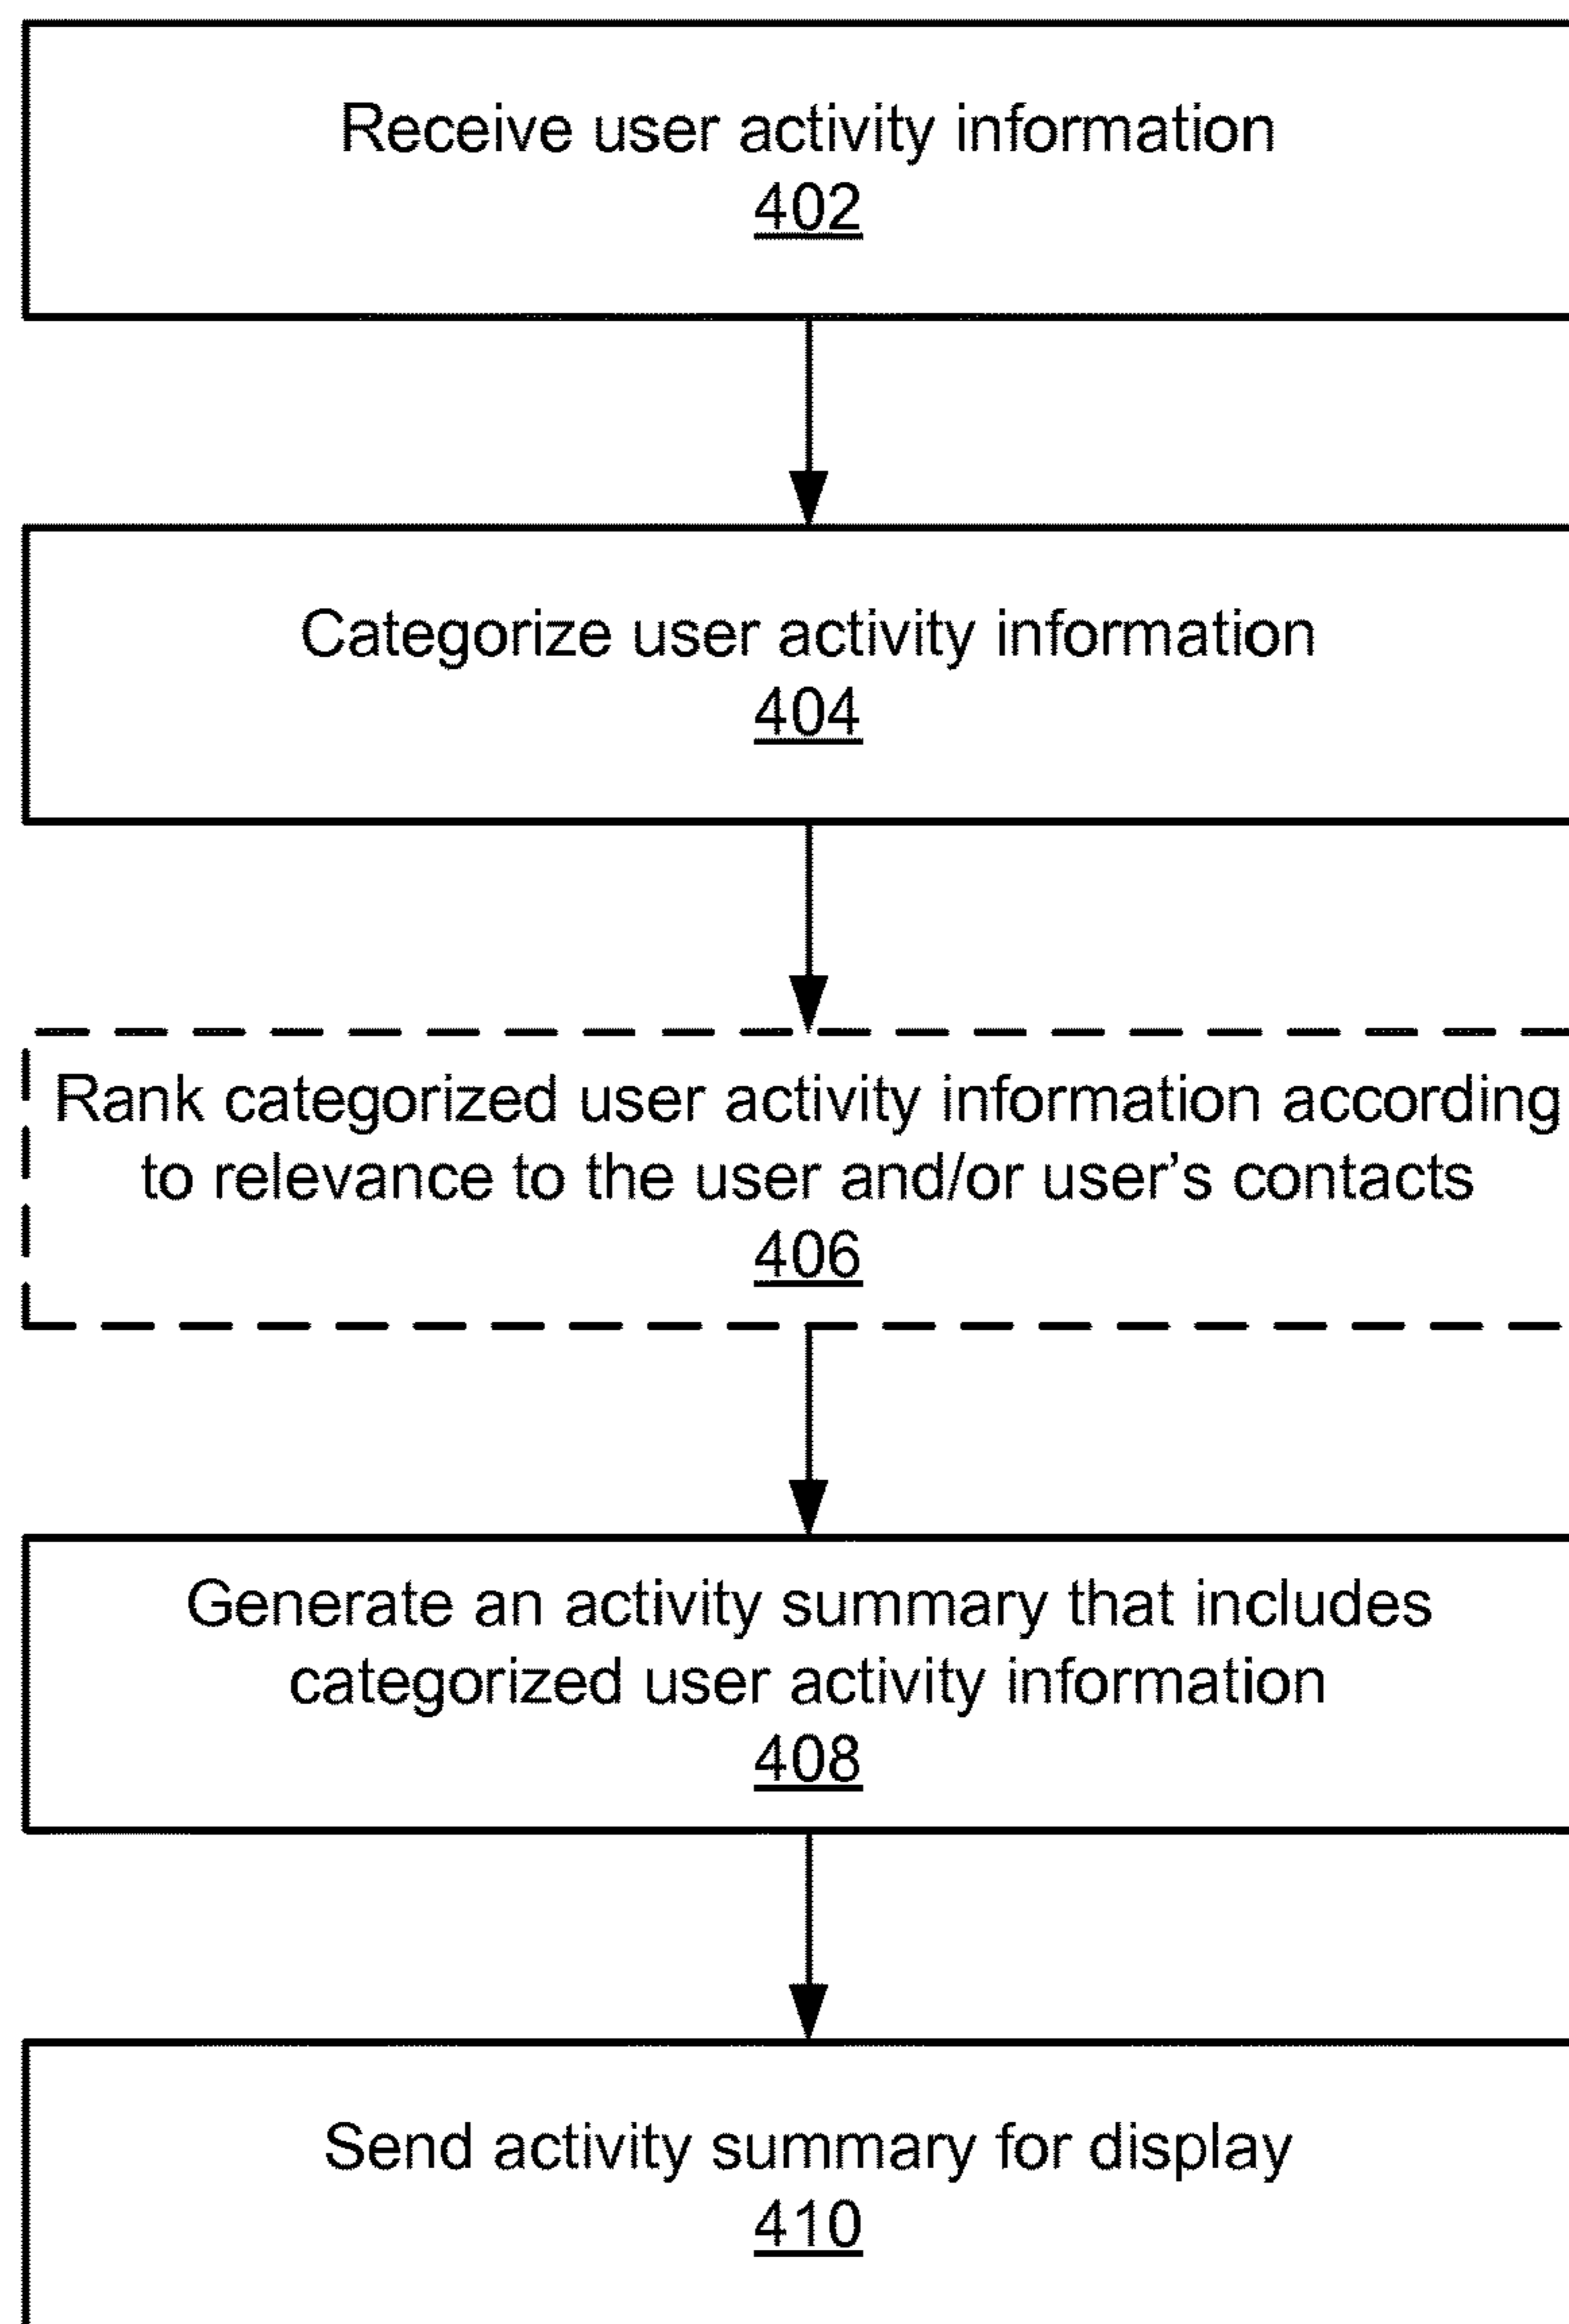 Receive user activity information
402
Categorize user activity information
404
Rank categorized user activity information according
to relevance to the user and/or user's contacts
406
Generate an activity summary that includes
categorized user activity information
408
Send activity summary for display
410